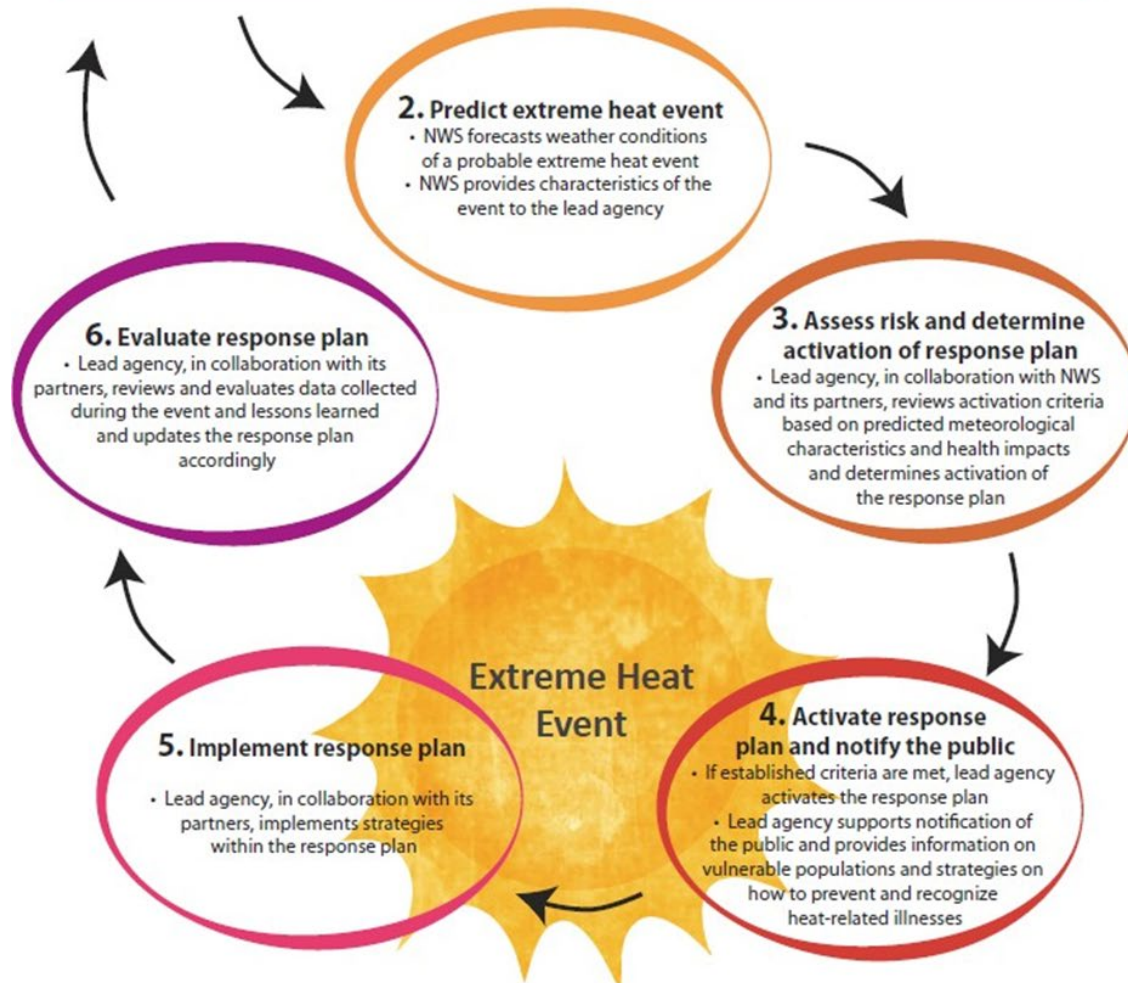 2. Predict extreme heat event
• NWS forecasts weather conditions
of a probable extreme heat event
• NWS provides characteristics of the
event to the lead agency
3. Assess risk and determine
activation of response plan
• Lead agency, in collaboration with NWS
and its partners, reviews activation criteria
based on predicted meteorological
characteristics and health impacts
and determines activation of
the response plan
4. Activate response
plan and notify the public
• If established criteria are met, lead agency
activates the response plan
• Lead agency supports notification of
the public and provides information on
vulnerable populations and strategies on
how to prevent and recognize
heat-related illnesses
5. Implement response plan
• Lead agency, in collaboration with its
partners, implements strategies
within the response plan
6. Evaluate response plan
• Lead agency, in collaboration with its
partners, reviews and evaluates data collected
during the event and lessons learned
and updates the response plan
accordingly
Extreme Heat
Event